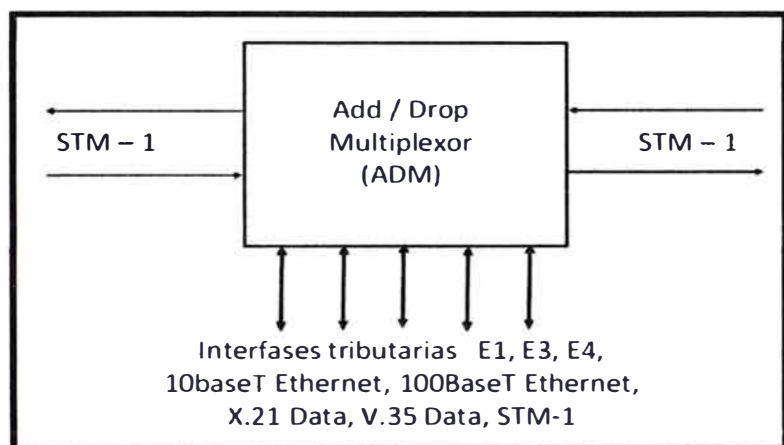 Add / Drop
Multiplexor
(ADM)
STM – 1
STM – 1
Interfases tributarias E1, E3, E4,
10baseT Ethernet, 100BaseT Ethernet,
X.21 Data, V.35 Data, STM-1